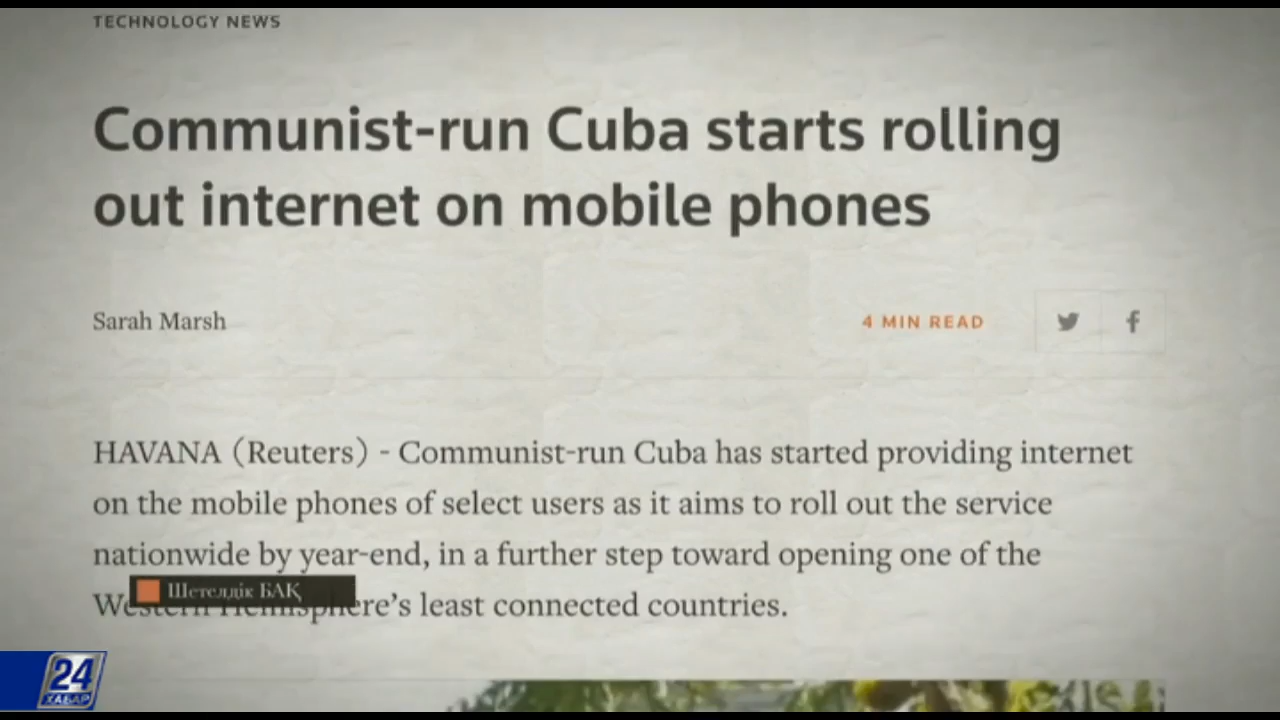 TECHNOLOGY NEWS
Communist-run Cuba starts rolling
out internet on mobile phones
Sarah Marsh
4 MIN READ
HAVANA (Reuters) - Communist-run Cuba has started providing internet
on the mobile phones of select users as it aims to roll out the service
nationwide by year-end, in a further step toward opening one of the
Western Hemisphere’s least connected countries.
Шетелдік БАҚ
24
ХАБАР